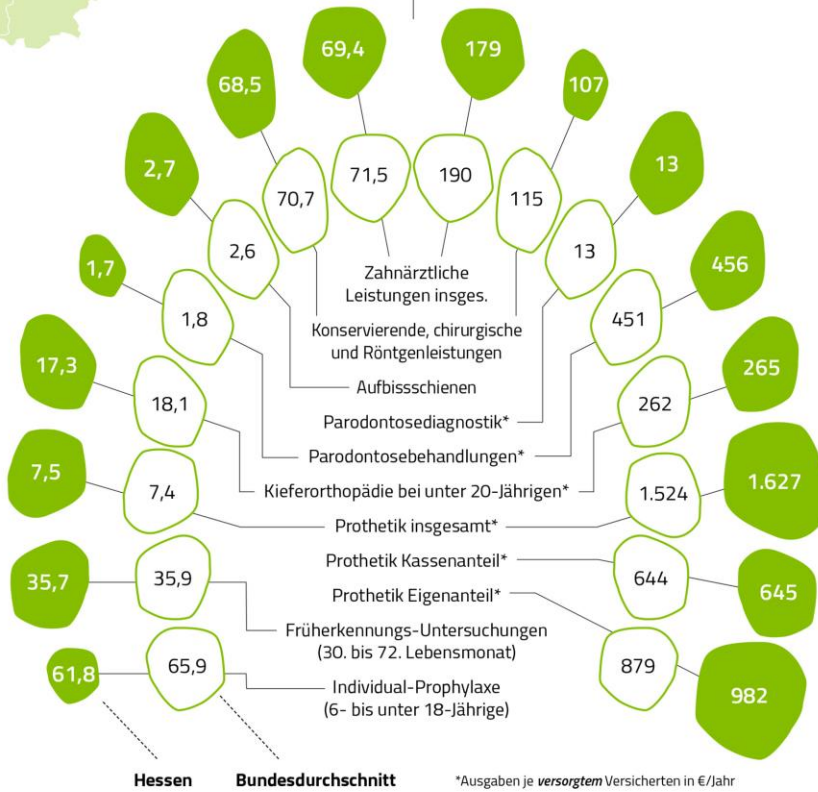 69,4
179
68,5
107
2,7
71,5
190
13
70,7
115
2,6
13
1,7
456
Zahnärztliche
Leistungen insges.
1,8
451
Konservierende, chirurgische
und Röntgenleistungen
17,3
265
Aufbissschienen
18,1
262
Parodontosediagnostik*
Parodontosebehandlungen*
7,5
1.627
Kieferorthopädie bei unter 20-Jährigen*
7,4
1.524
Prothetik insgesamt*
Prothetik Kassenanteil*
35,7
35,9
644
645
Prothetik Eigenanteil*
Früherkennungs-Untersuchungen
(30. bis 72. Lebensmonat)
61,8
65,9
879
982
Individual-Prophylaxe
(6- bis unter 18-Jährige)
Hessen
Bundesdurchschnitt
*Ausgaben je versorgtem Versicherten in €/Jahr